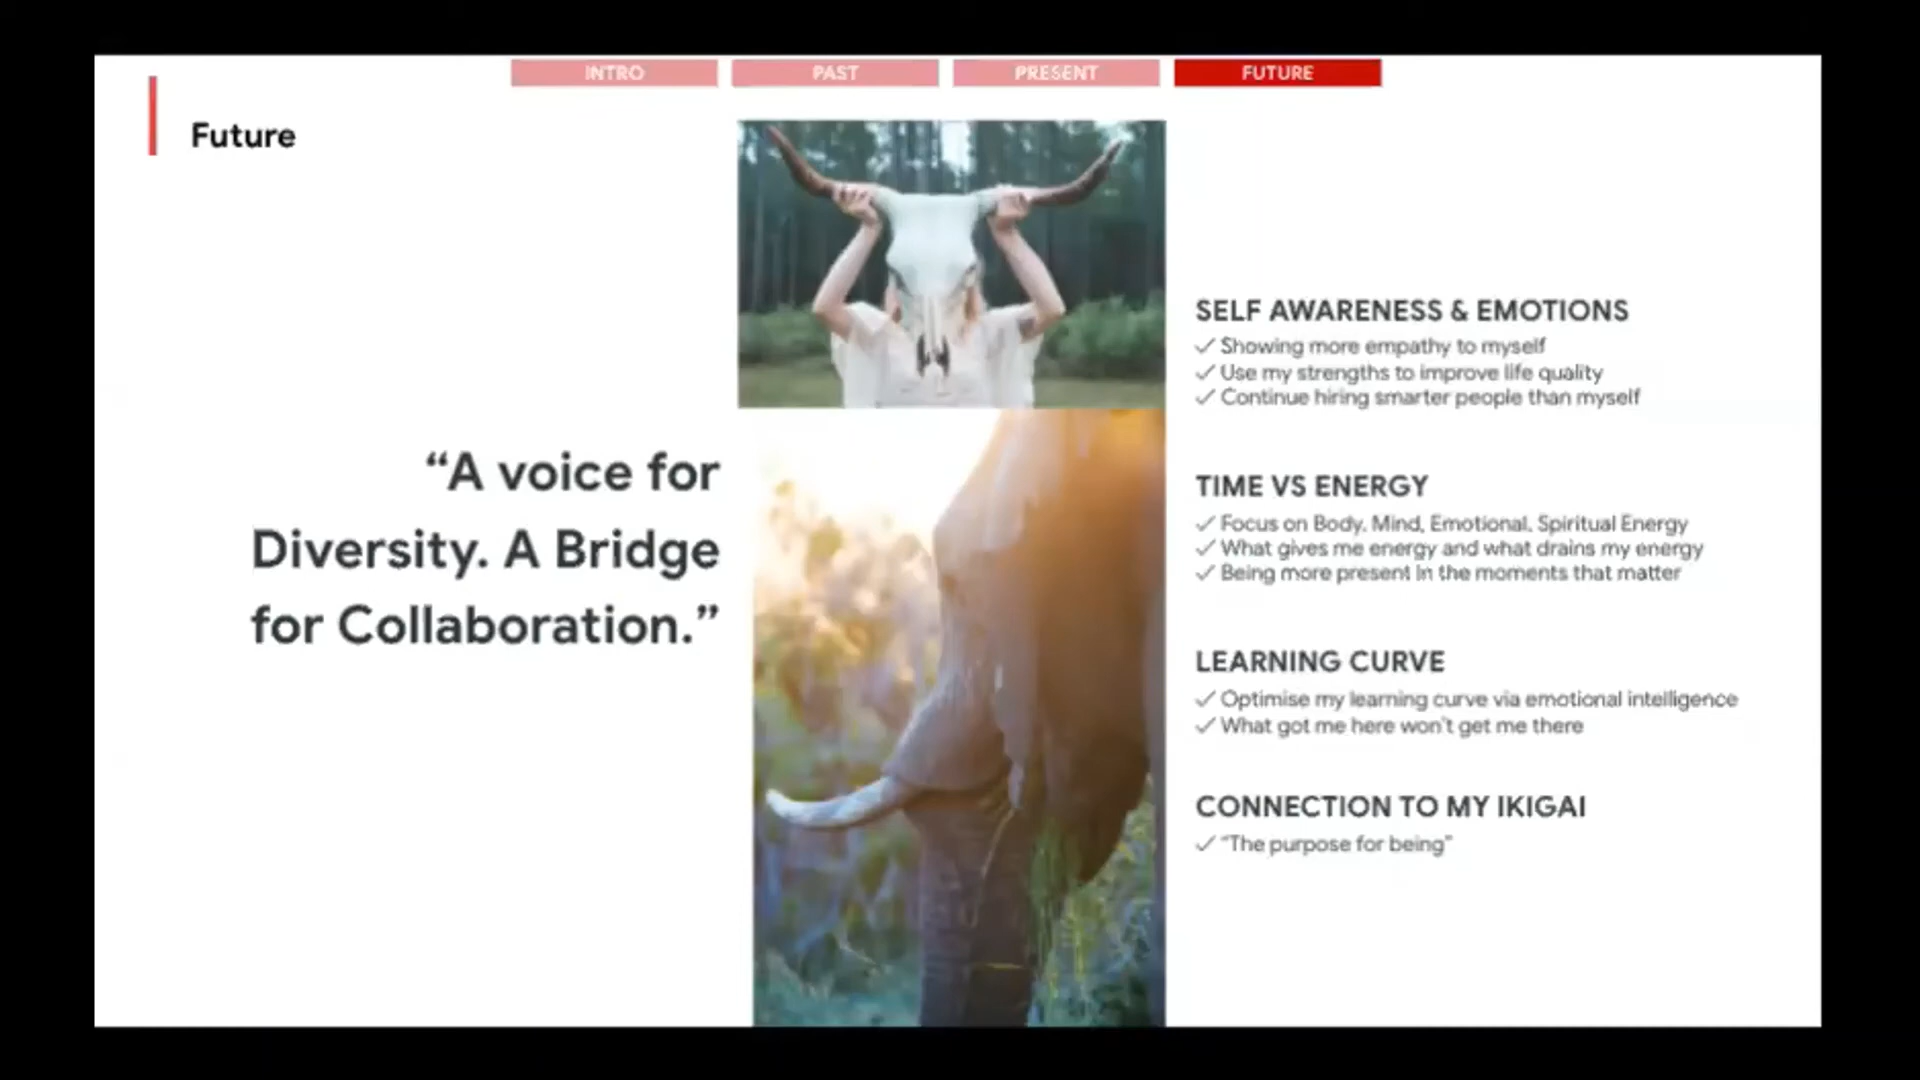 INTRO
PAST
PRESENT
FUTURE
Future
“A voice for
Diversity. A Bridge
for Collaboration.”
SELF AWARENESS & EMOTIONS
✓ Showing more empathy to myself
✓ Use my strengths to improve life quality
✓ Continue hiring smarter people than myself
TIME VS ENERGY
✓ Focus on Body, Mind, Emotional, Spiritual Energy
✓ What gives me energy and what drains my energy
✓ Being more present in the moments that matter
LEARNING CURVE
✓ Optimise my learning curve via emotional intelligence
✓ What got me here won't get me there
CONNECTION TO MY IKIGAI
✓ “The purpose for being”